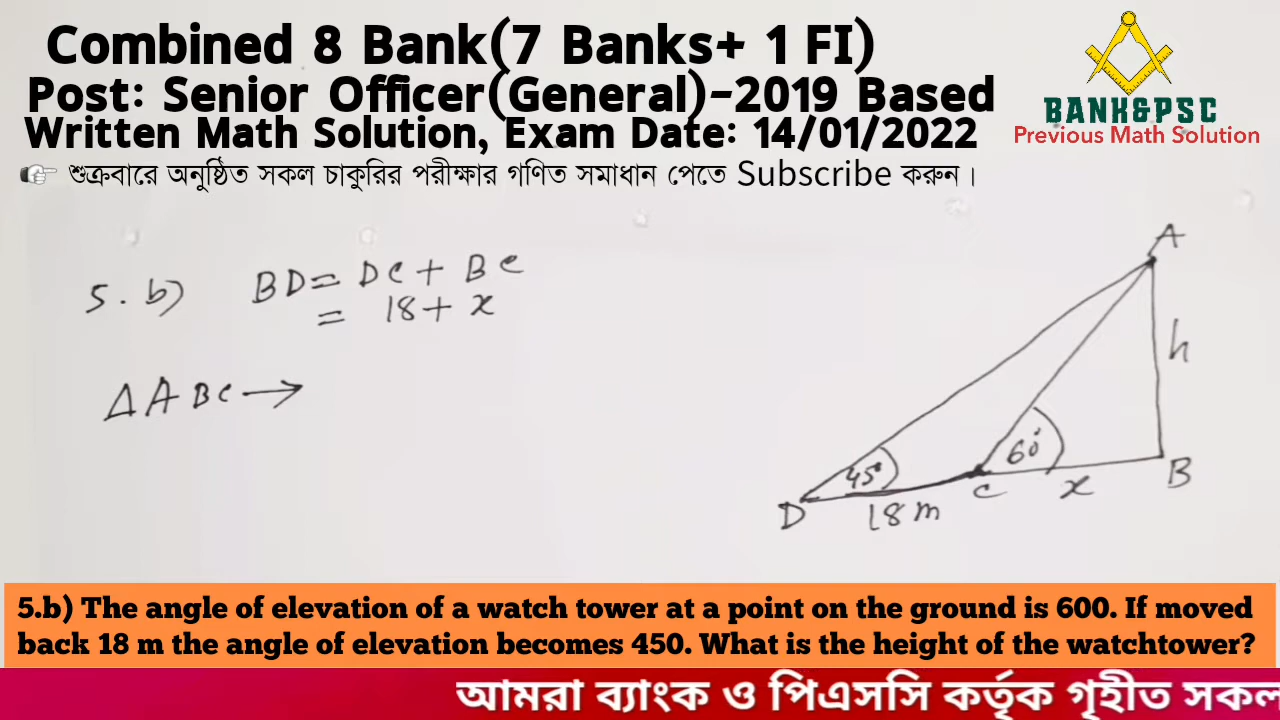 Combined 8 Bank(7 Banks+ 1 FI)
Post: Senior Officer(General)-2019 Based
Written Math Solution, Exam Date: 14/01/2022
BANK&PSC
Previous Math Solution
শুক্রবারে অনুষ্ঠিত সকল চাকুরির পরীক্ষার গণিত সমাধান পেতে Subscribe করুন।
5.b) BD = DC + BC
= 18 + x
Δ ABC →
A
h
45°
60°
D
18 m
C
x
B
5.b) The angle of elevation of a watch tower at a point on the ground is 600. If moved
back 18 m the angle of elevation becomes 450. What is the height of the watchtower?
আমরা ব্যাংক ও পিএসসি কর্তৃক গৃহীত সকল